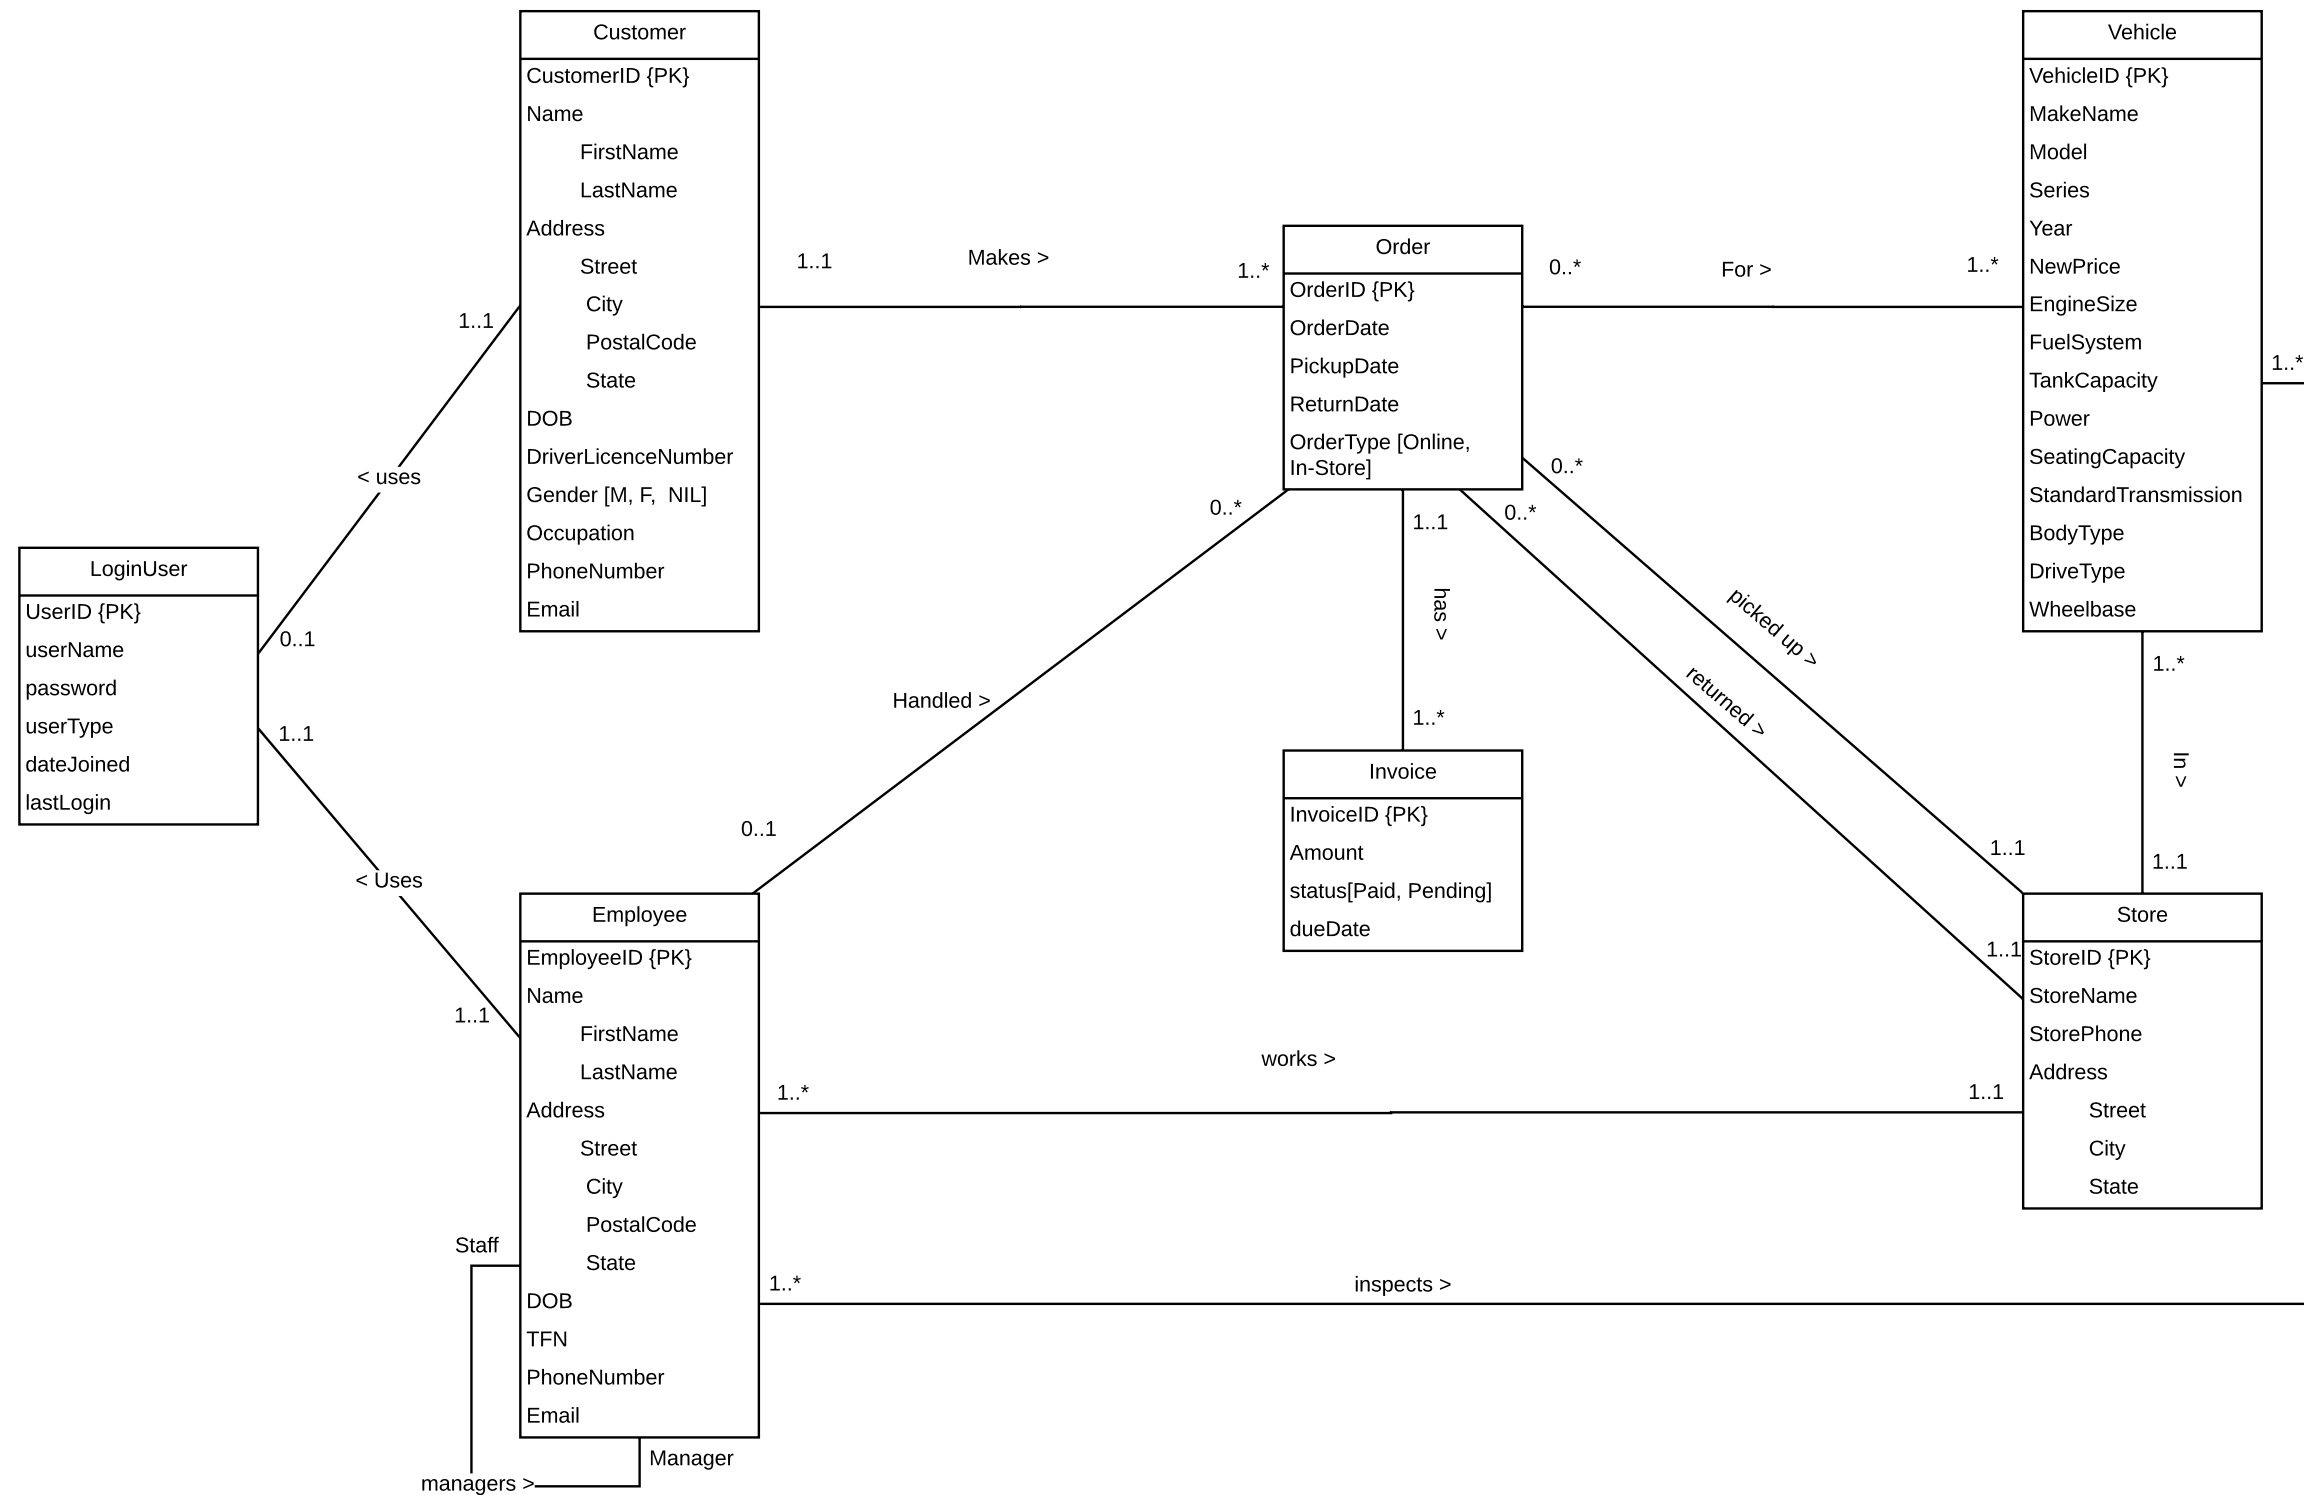 Customer
CustomerID {PK}
Name
FirstName
LastName
Address
Street
City
PostalCode
State
DOB
DriverLicenceNumber
Gender [M, F,  NIL]
Occupation
PhoneNumber
Email
Vehicle
VehicleID {PK}
MakeName
Model
Series
Year
NewPrice
EngineSize
FuelSystem
TankCapacity
Power
SeatingCapacity
StandardTransmission
BodyType
DriveType
Wheelbase
1..*
Order
OrderID {PK}
OrderDate
PickupDate
ReturnDate
OrderType [Online,
In-Store]
1..1
Makes >
1..*
0..*
For >
1..*
1..1
< uses
0..1
LoginUser
UserID {PK}
userName
password
userType
dateJoined
lastLogin
1..1
< Uses
1..1
0..*
Handled >
0..1
1..1
has >
1..*
0..*
picked up >
1..1
0..*
returned >
1..1
1..*
In >
1..1
Invoice
InvoiceID {PK}
Amount
status[Paid, Pending]
dueDate
Employee
EmployeeID {PK}
Name
FirstName
LastName
Address
Street
City
PostalCode
State
DOB
TFN
PhoneNumber
Email
Store
StoreID {PK}
StoreName
StorePhone
Address
Street
City
State
1..*
works >
1..1
1..*
inspects >
Staff
managers >
Manager